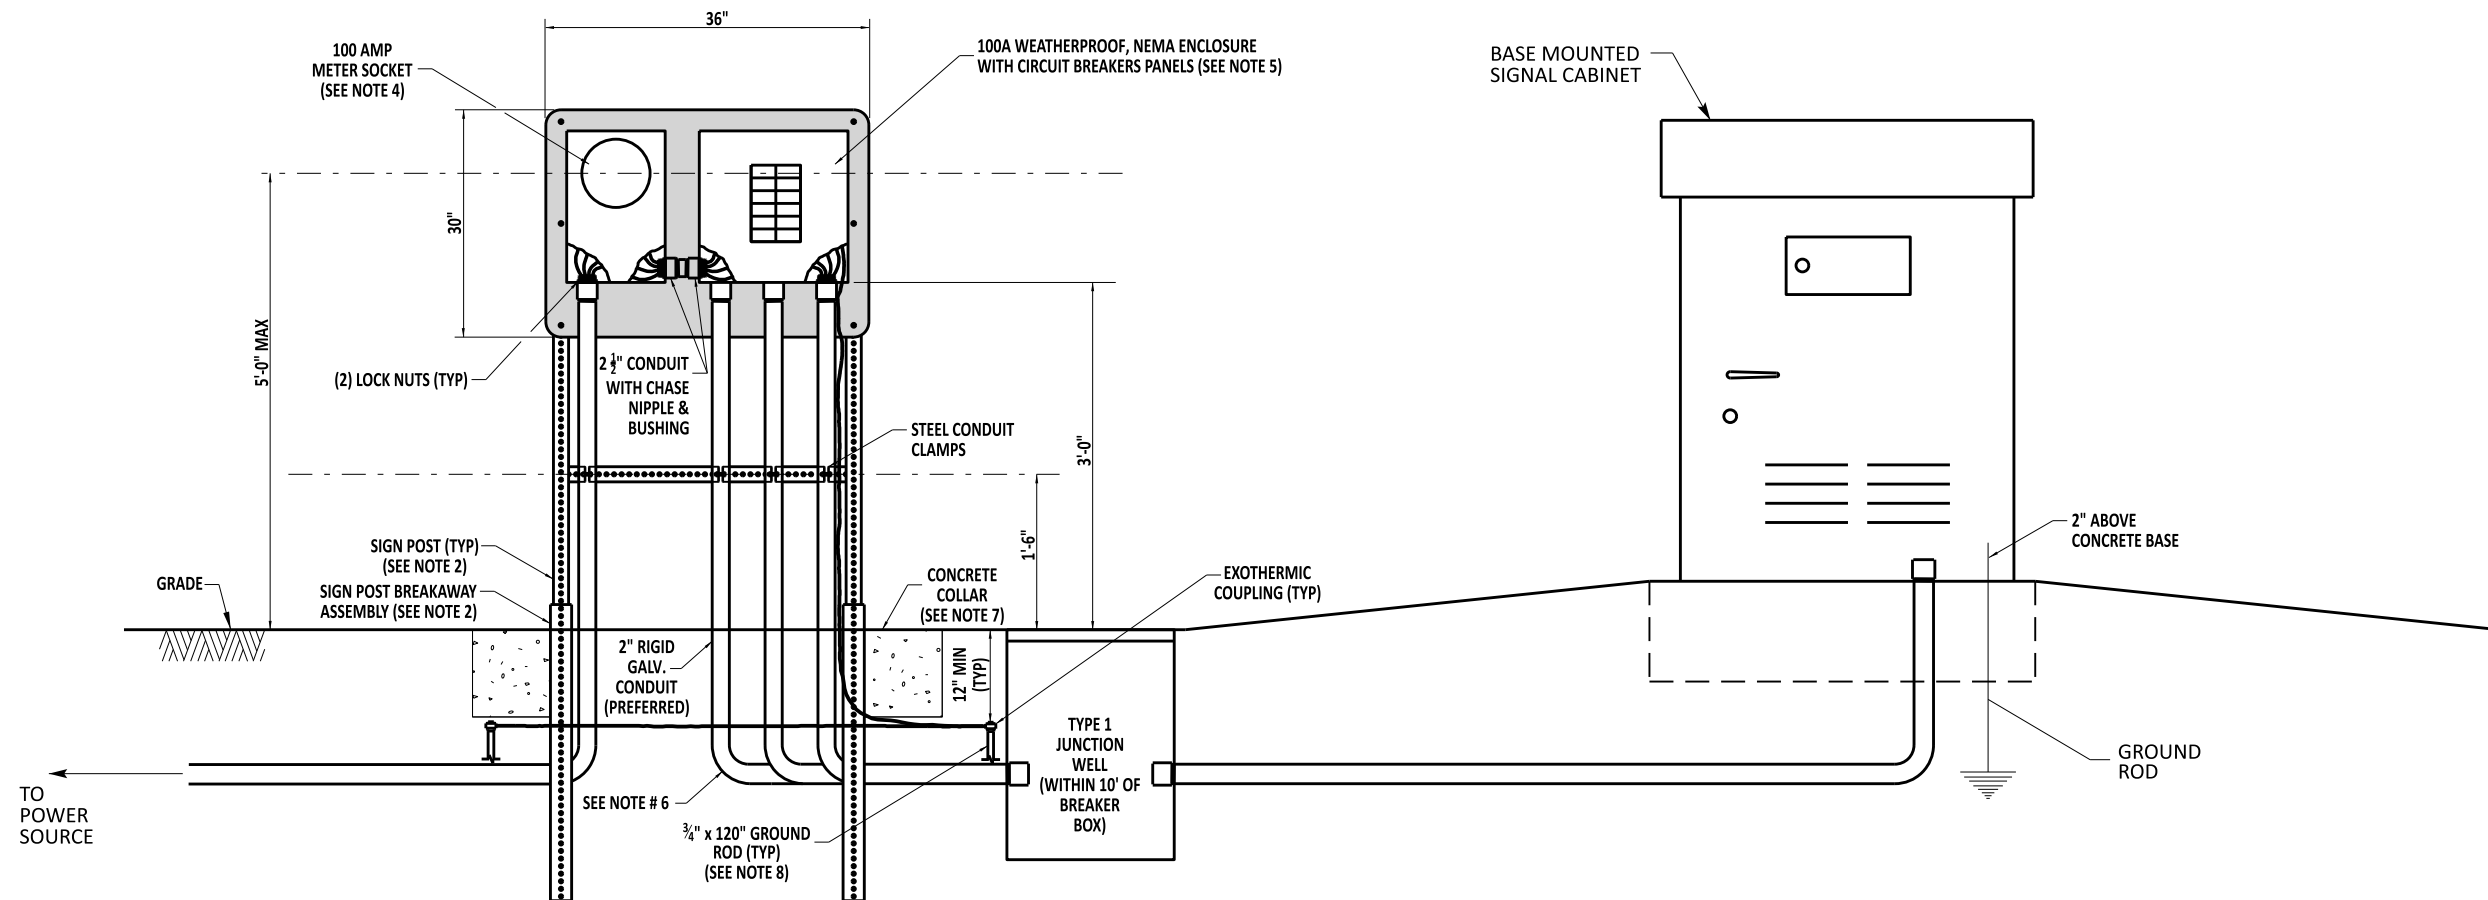 36"
100 AMP
METER SOCKET
(SEE NOTE 4)
100A WEATHERPROOF, NEMA ENCLOSURE
WITH CIRCUIT BREAKERS PANELS (SEE NOTE 5)
BASE MOUNTED
SIGNAL CABINET
30"
5'-0" MAX
(2) LOCK NUTS (TYP)
2 1/2" CONDUIT
WITH CHASE
NIPPLE &
BUSHING
STEEL CONDUIT
CLAMPS
3'-0"
1'-6"
SIGN POST (TYP)
(SEE NOTE 2)
SIGN POST BREAKAWAY
ASSEMBLY (SEE NOTE 2)
GRADE
CONCRETE
COLLAR
(SEE NOTE 7)
EXOTHERMIC
COUPLING (TYP)
2" ABOVE
CONCRETE BASE
2" RIGID
GALV.
CONDUIT
(PREFERRED)
12" MIN
(TYP)
TYPE 1
JUNCTION
WELL
(WITHIN 10' OF
BREAKER
BOX)
GROUND
ROD
TO
POWER
SOURCE
SEE NOTE # 6
3/4" x 120" GROUND
ROD (TYP)
(SEE NOTE 8)